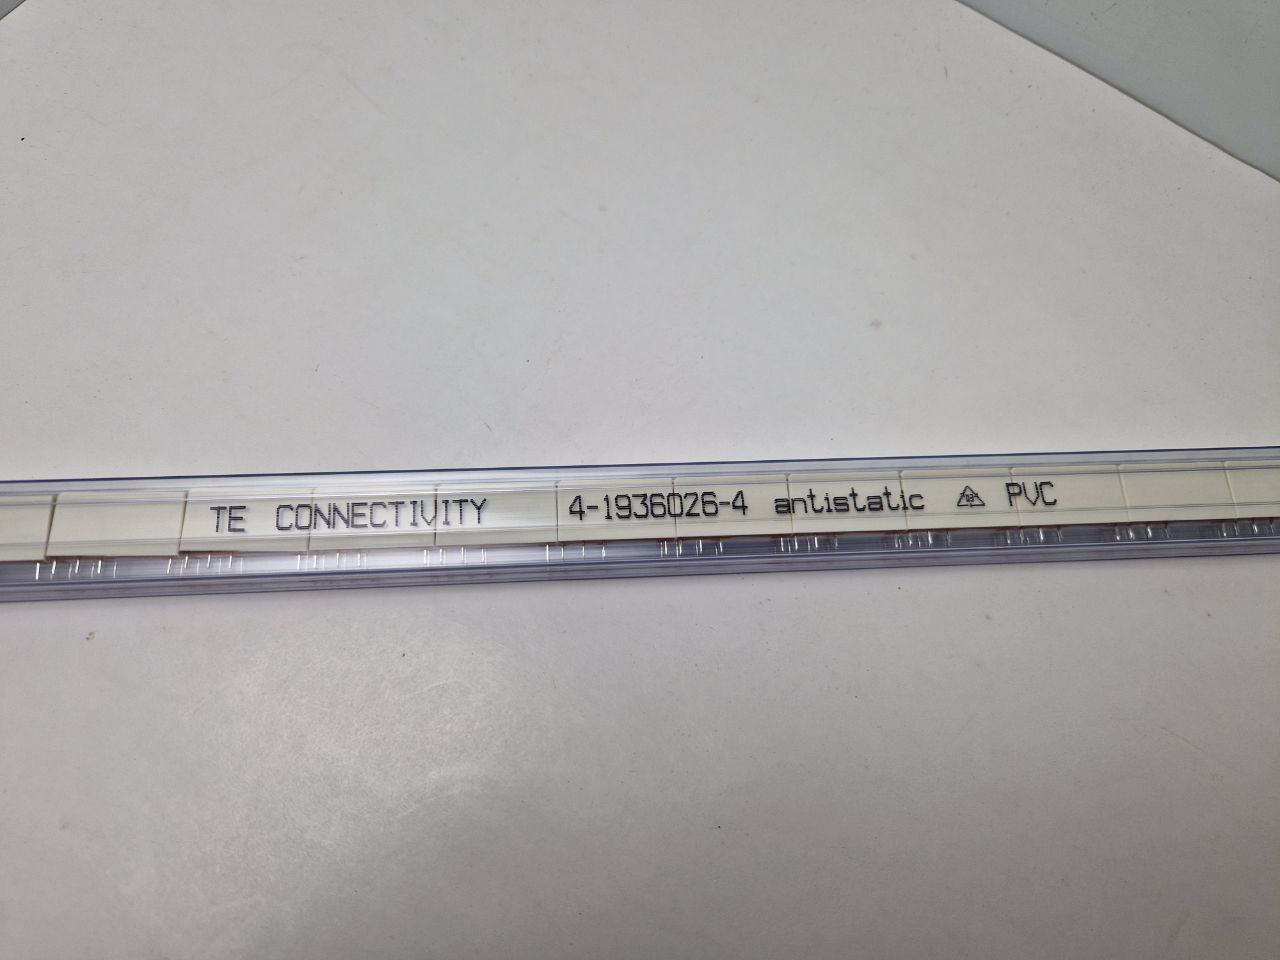 TE CONNECTIVITY 4-1936026-4 antistatic PVC